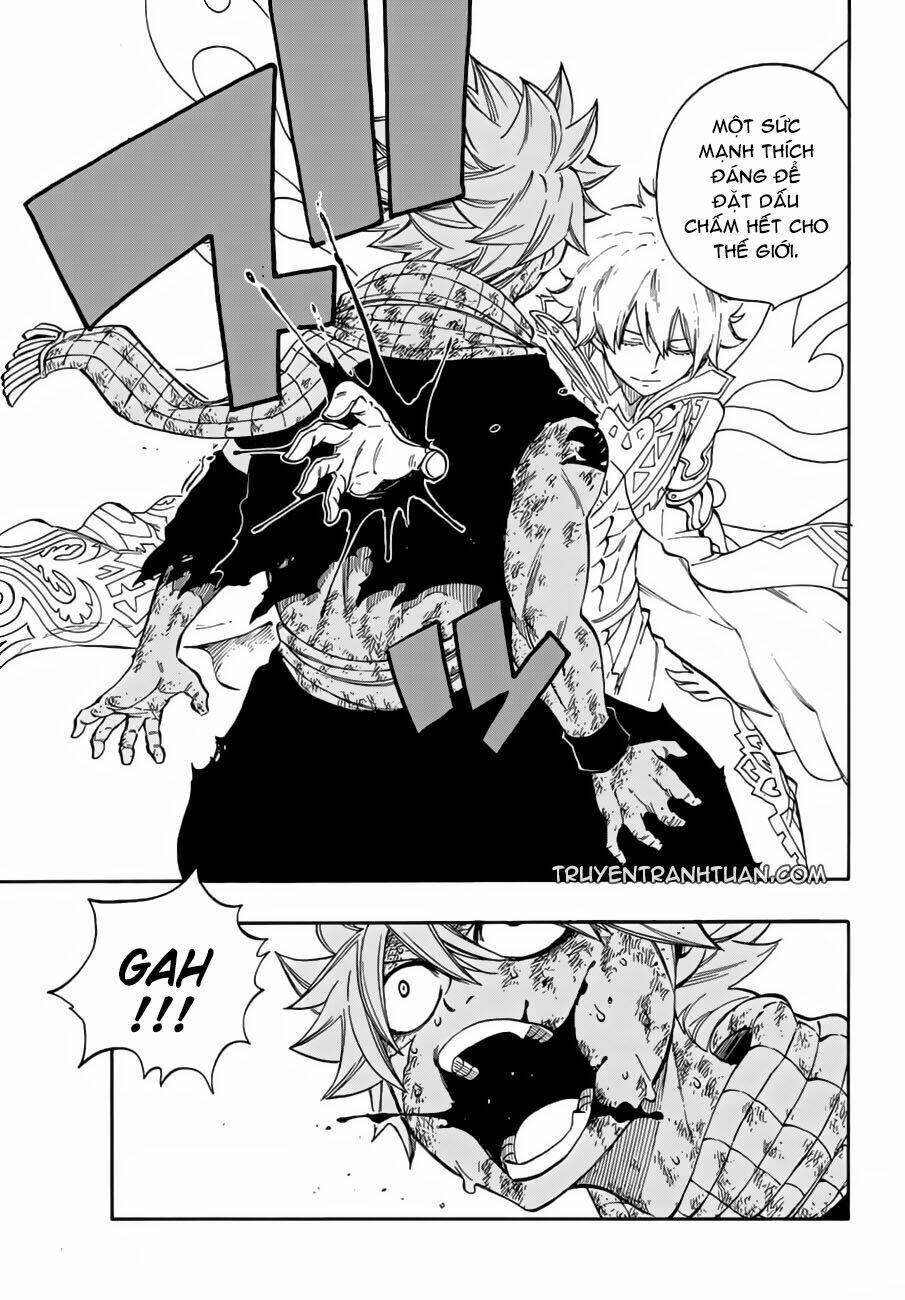 MỘT SỨC
MẠNH THÍCH
ĐÁNG ĐỂ
ĐẶT DẤU
CHẤM HẾT CHO
THẾ GIỚI.
TRUYENTRANHTUAN.COM
GAH
!!!